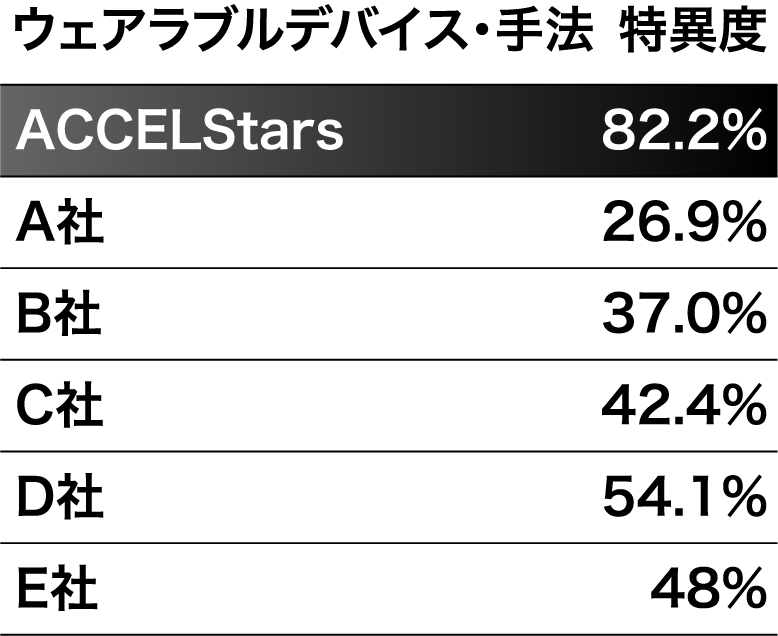 ウェアラブルデバイス・手法 特異度
ACCELStars 82.2%
A社 26.9%
B社 37.0%
C社 42.4%
D社 54.1%
E社 48%